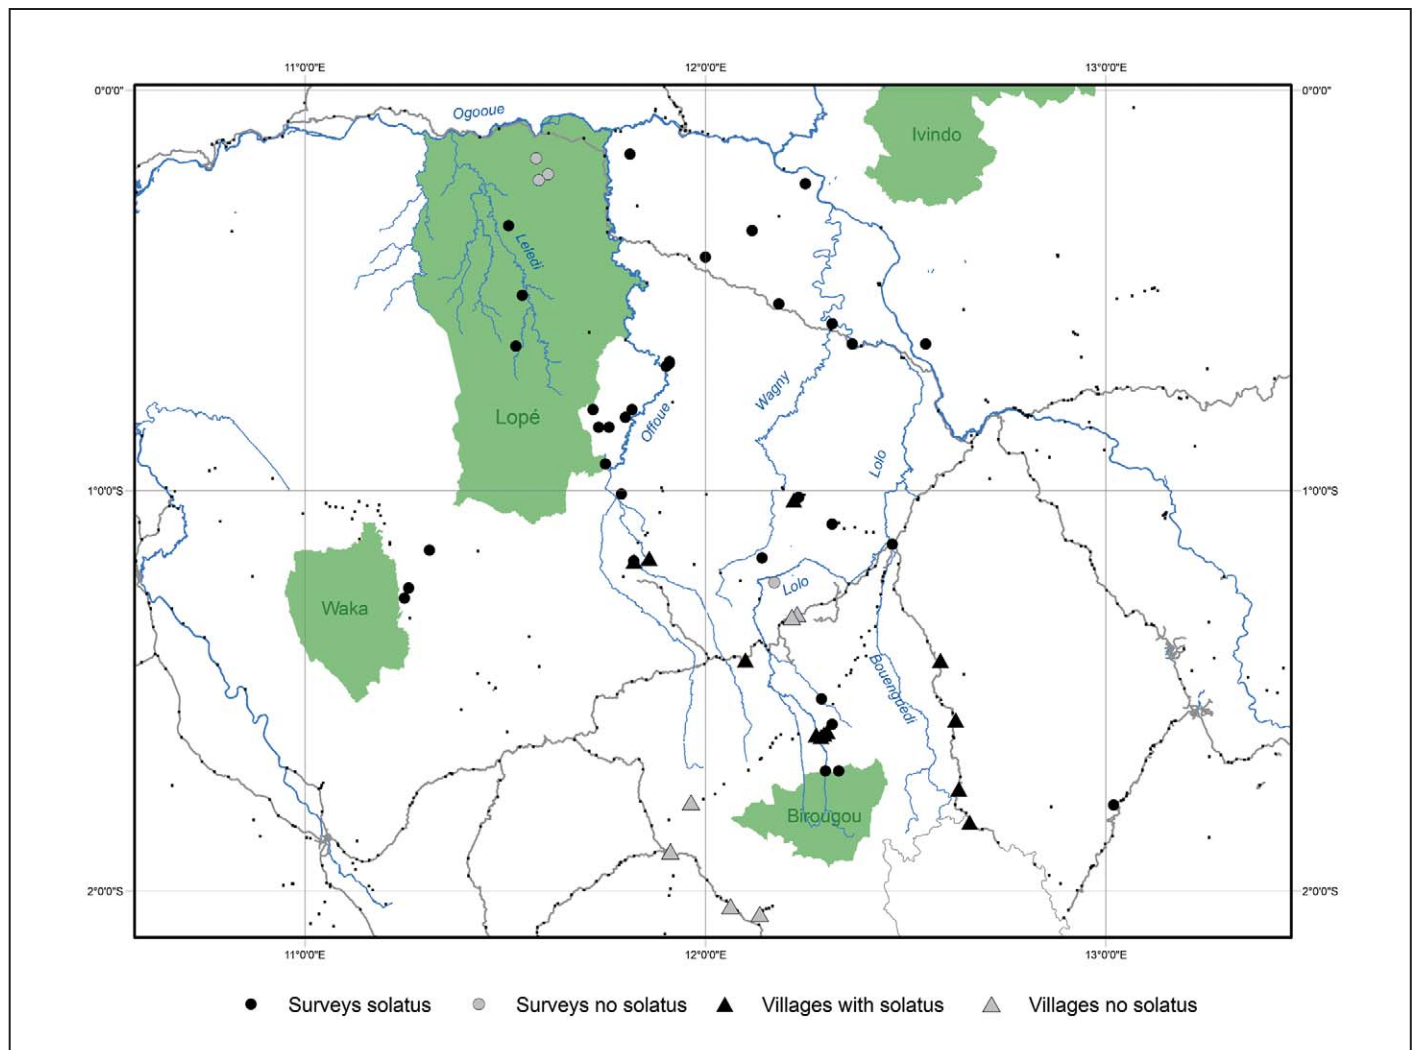 11°0'0"E 12°0'0"E 13°0'0"E
0°0'0" 0°0'0"
Ogooue
Ivindo
Leledi
Wagny
Lopé
Offoue
Lolo
1°0'0"S 1°0'0"S
Lolo
Waka
Bouenguedi
Birougou
2°0'0"S 2°0'0"S
11°0'0"E 12°0'0"E 13°0'0"E
Surveys solatus Surveys no solatus Villages with solatus Villages no solatus